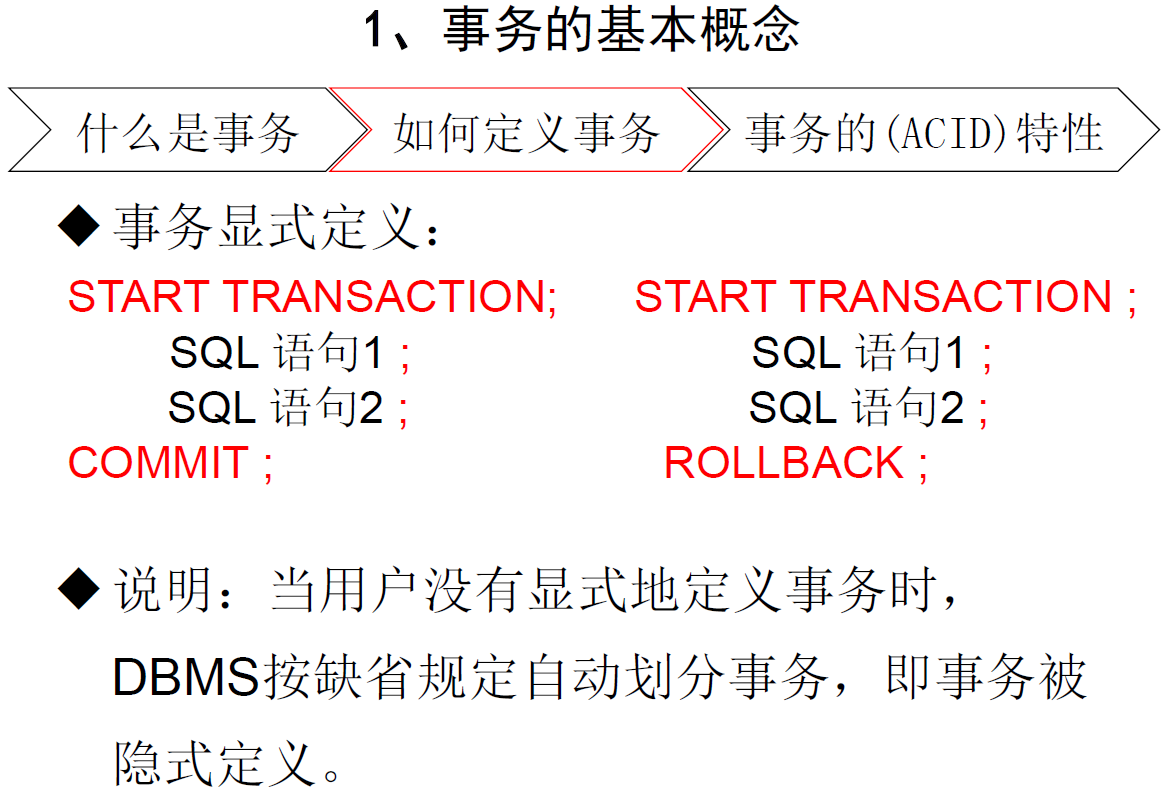 1、事务的基本概念
什么是事务 如何定义事务 事务的(ACID)特性
◆事务显式定义：
START TRANSACTION; START TRANSACTION ;
SQL 语句1 ; SQL 语句1 ;
SQL 语句2 ; SQL 语句2 ;
COMMIT ; ROLLBACK ;
◆说明：当用户没有显式地定义事务时，
DBMS按缺省规定自动划分事务，即事务被
隐式定义。